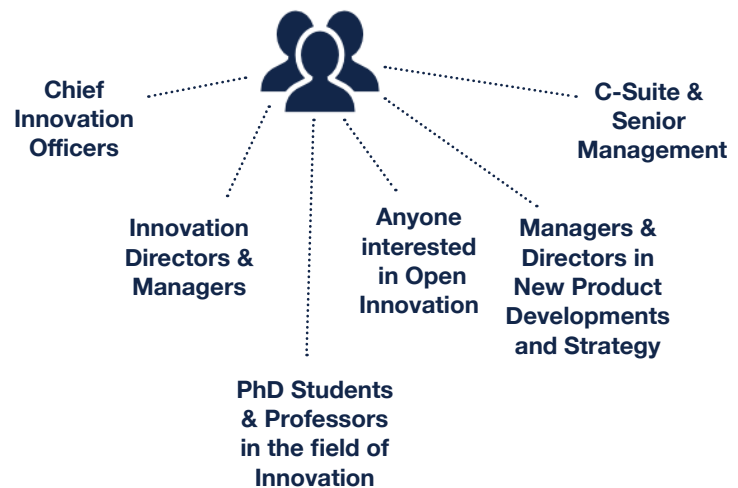 Chief
Innovation
Officers
C-Suite &
Senior
Management
Innovation
Directors &
Managers
Anyone
interested
in Open
Innovation
Managers &
Directors in
New Product
Developments
and Strategy
PhD Students
& Professors
in the field of
Innovation